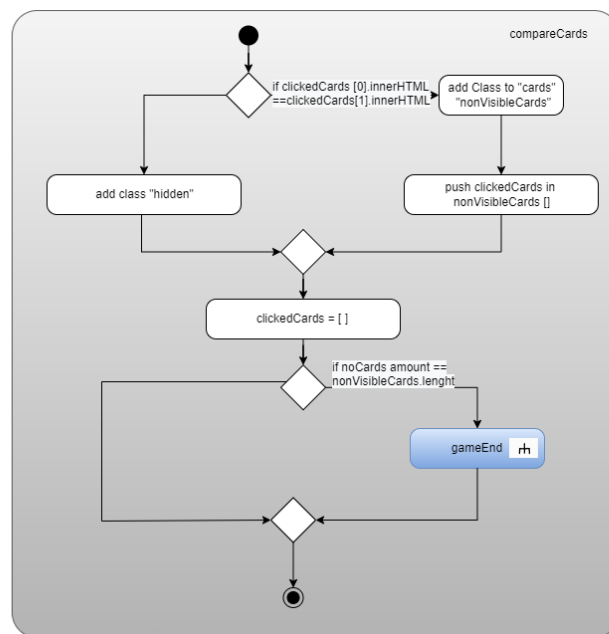 compareCards
if clickedCards [0].innerHTML
==clickedCards[1].innerHTML
add Class to "cards"
"nonVisibleCards"
add class "hidden"
push clickedCards in
nonVisibleCards []
clickedCards = [ ]
if noCards amount ==
nonVisibleCards.lenght
gameEnd